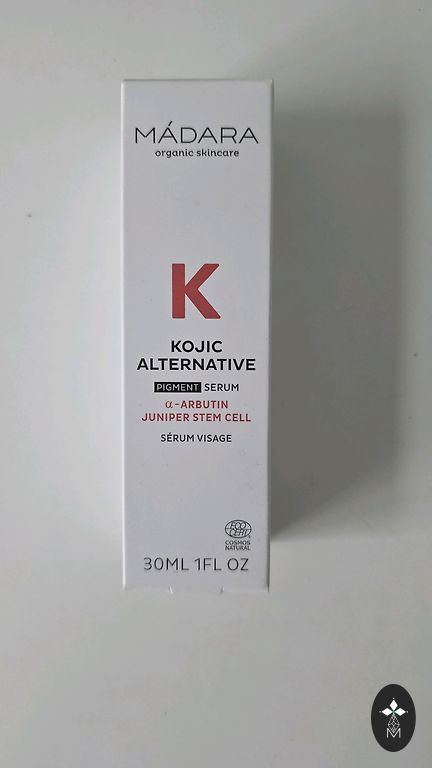 MÁDARA
organic skincare
K
KOJIC
ALTERNATIVE
PIGMENT SERUM
α-ARBUTIN
JUNIPER STEM CELL
SÉRUM VISAGE
ECO
CERT
COSMOS
NATURAL
30ML 1FL OZ
M